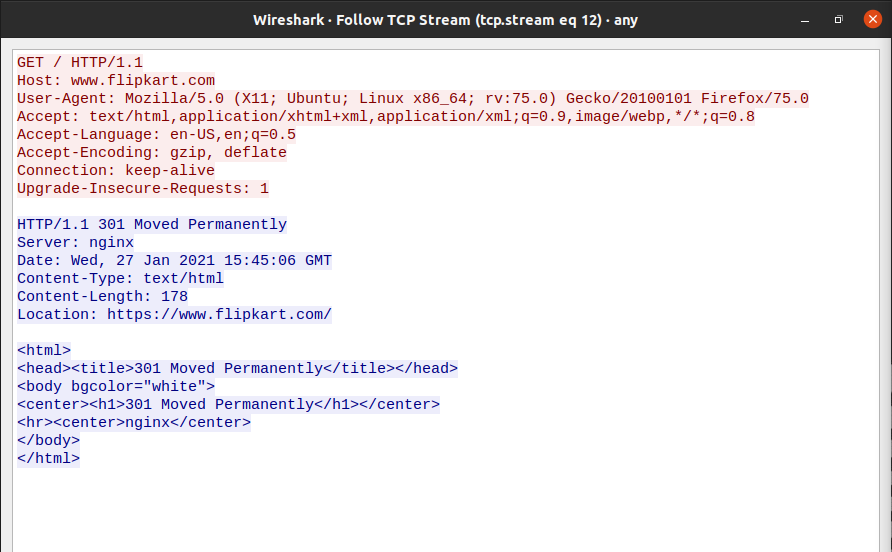 Wireshark · Follow TCP Stream (tcp.stream eq 12) · any
GET / HTTP/1.1
Host: www.flipkart.com
User-Agent: Mozilla/5.0 (X11; Ubuntu; Linux x86_64; rv:75.0) Gecko/20100101 Firefox/75.0
Accept: text/html,application/xhtml+xml,application/xml;q=0.9,image/webp,*/*;q=0.8
Accept-Language: en-US,en;q=0.5
Accept-Encoding: gzip, deflate
Connection: keep-alive
Upgrade-Insecure-Requests: 1
HTTP/1.1 301 Moved Permanently
Server: nginx
Date: Wed, 27 Jan 2021 15:45:06 GMT
Content-Type: text/html
Content-Length: 178
Location: https://www.flipkart.com/
<html>
<head><title>301 Moved Permanently</title></head>
<body bgcolor="white">
<center><h1>301 Moved Permanently</h1></center>
<hr><center>nginx</center>
</body>
</html>